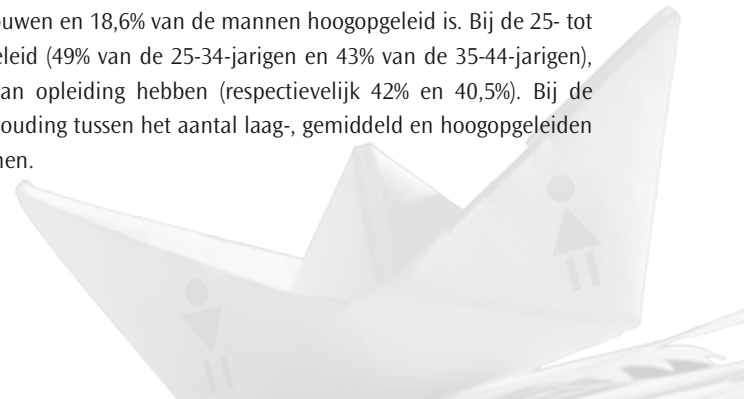 uwen en 18,6% van de mannen hoogopgeleid is. Bij de 25- tot
eleid (49% van de 25-34-jarigen en 43% van de 35-44-jarigen),
an opleiding hebben (respectievelijk 42% en 40,5%). Bij de
ouding tussen het aantal laag-, gemiddeld en hoogopgeleiden
nen.